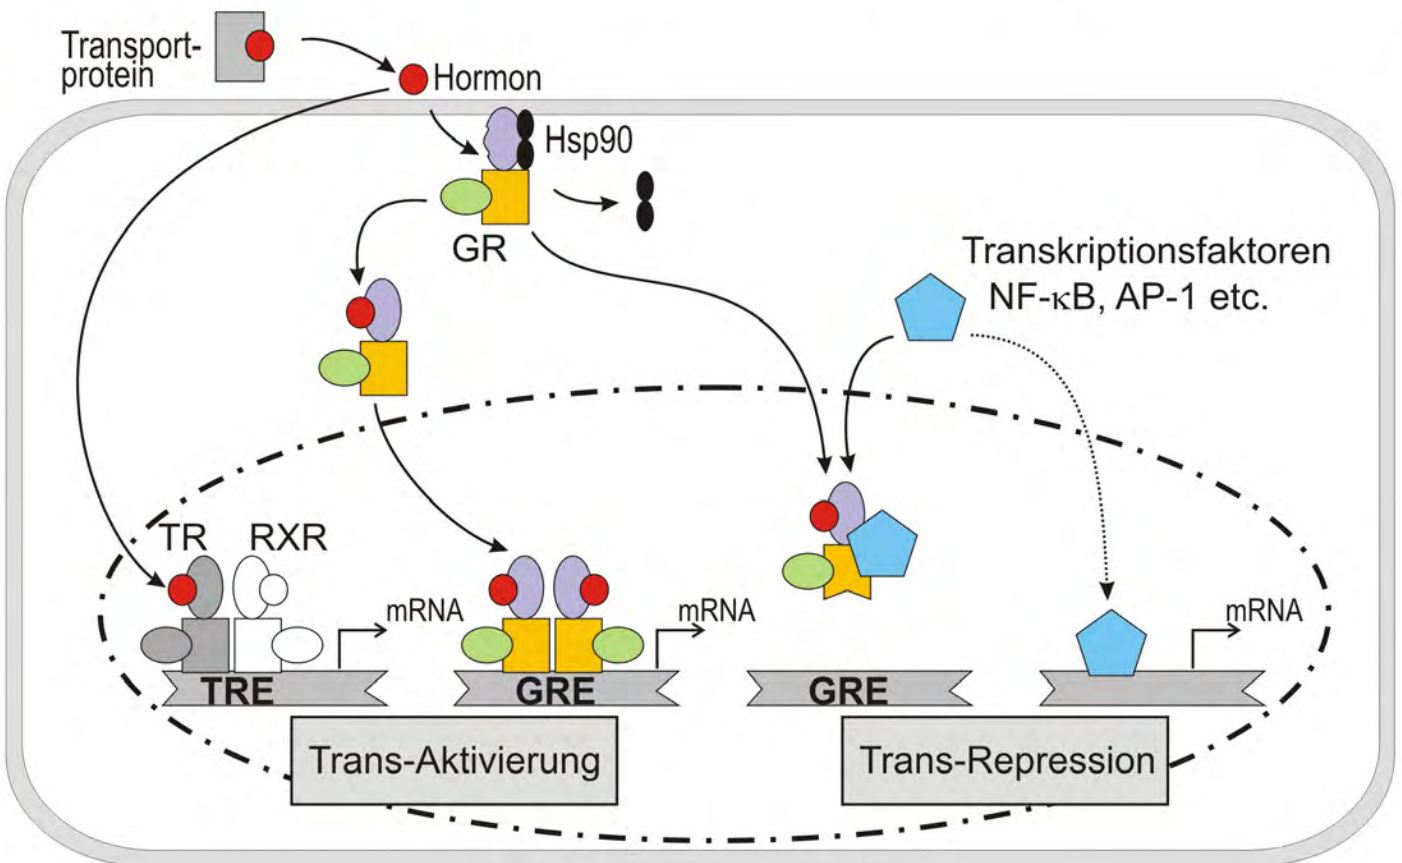 Transport-
protein
Hormon
Hsp90
GR
Transkriptionsfaktoren
NF-κB, AP-1 etc.
TR
RXR
mRNA
mRNA
mRNA
TRE
GRE
GRE
Trans-Aktivierung
Trans-Repression